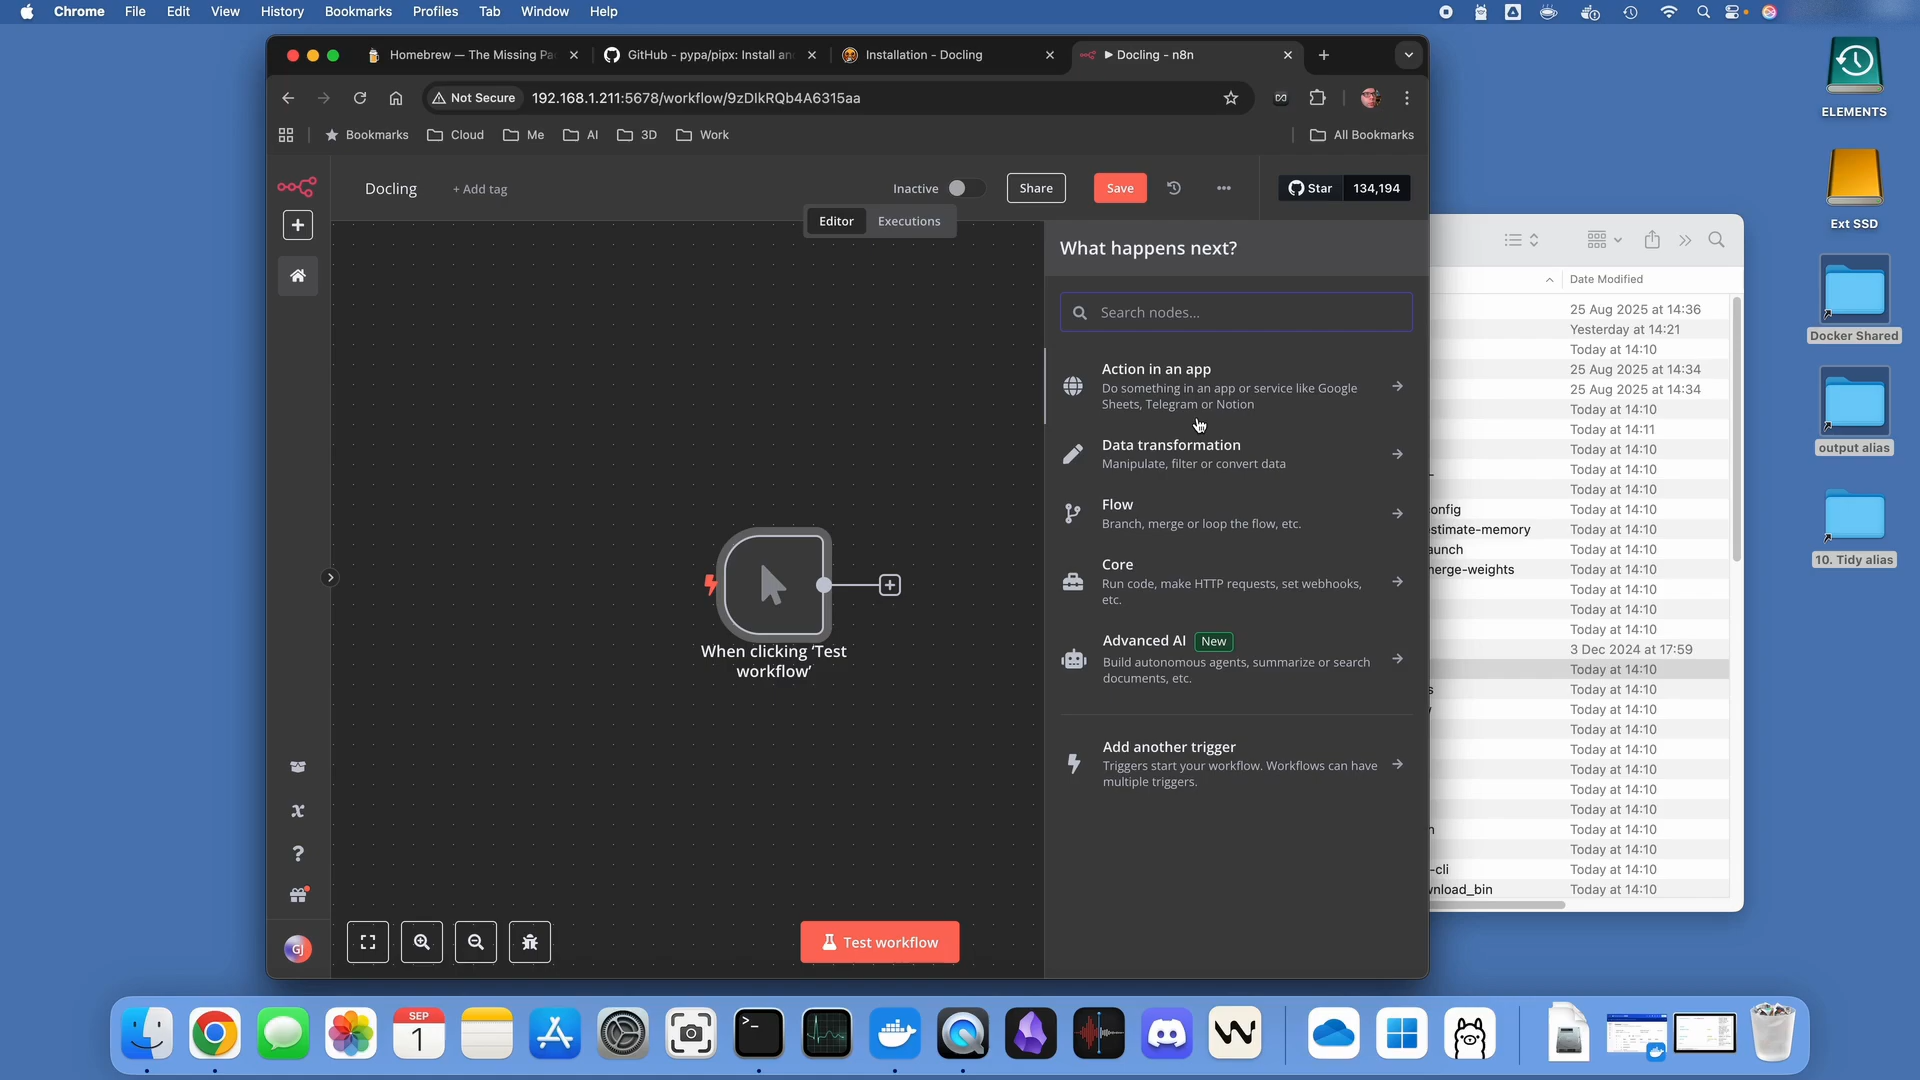 Chrome File Edit View History Bookmarks Profiles Tab Window Help
Homebrew — The Missing Pa
GitHub - pypa/pipx: Install an
Installation - Docling
Docling - n8n
Not Secure 192.168.1.211:5678/workflow/9zDlkRQb4A6315aa
Bookmarks Cloud Me AI 3D Work All Bookmarks
Docling + Add tag Inactive Share Save Star 134,194
Editor Executions
What happens next?
Search nodes...
Action in an app
Do something in an app or service like Google
Sheets, Telegram or Notion
Data transformation
Manipulate, filter or convert data
Flow
Branch, merge or loop the flow, etc.
Core
Run code, make HTTP requests, set webhooks,
etc.
Advanced AI New
Build autonomous agents, summarize or search
documents, etc.
Add another trigger
Triggers start your workflow. Workflows can have
multiple triggers.
When clicking ‘Test
workflow’
Test workflow
GJ
Date Modified
25 Aug 2025 at 14:36
Yesterday at 14:21
Today at 14:10
25 Aug 2025 at 14:34
25 Aug 2025 at 14:34
Today at 14:10
Today at 14:11
Today at 14:10
Today at 14:10
Today at 14:10
onfig Today at 14:10
stimate-memory Today at 14:10
aunch Today at 14:10
nerge-weights Today at 14:10
Today at 14:10
Today at 14:10
Today at 14:10
3 Dec 2024 at 17:59
Today at 14:10
s Today at 14:10
Today at 14:10
Today at 14:10
Today at 14:10
Today at 14:10
Today at 14:10
Today at 14:10
Today at 14:10
Today at 14:10
-cli Today at 14:10
wnload_bin Today at 14:10
ELEMENTS
Ext SSD
Docker Shared
output alias
10. Tidy alias
SEP
1